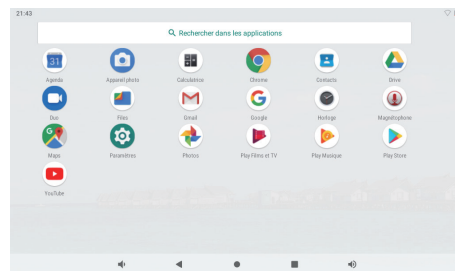 21:43
Rechercher dans les applications
31
Agenda Appareil photo Calculatrice Chrome Contacts Drive
Duo Files Gmail Google Horloge Magnétophone
Maps Paramètres Photos Play Films et TV Play Musique Play Store
YouTube